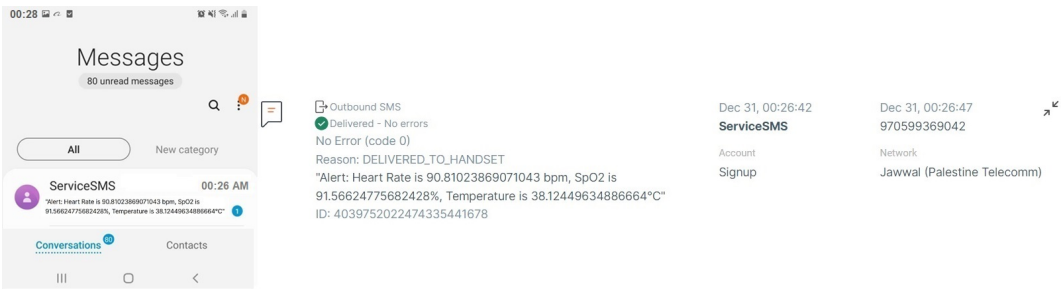 00:28
Messages
80 unread messages
N
All
New category
ServiceSMS
00:26 AM
"Alert: Heart Rate is 90.81023869071043 bpm, SpO2 is
91.56624775682428%, Temperature is 38.12449634886664°C"
1
Conversations 80
Contacts
Outbound SMS
Delivered - No errors
No Error (code 0)
Reason: DELIVERED_TO_HANDSET
"Alert: Heart Rate is 90.81023869071043 bpm, SpO2 is
91.56624775682428%, Temperature is 38.12449634886664°C"
ID: 4039752022474335441678
Dec 31, 00:26:42
ServiceSMS
Account
Signup
Dec 31, 00:26:47
970599369042
Network
Jawwal (Palestine Telecomm)